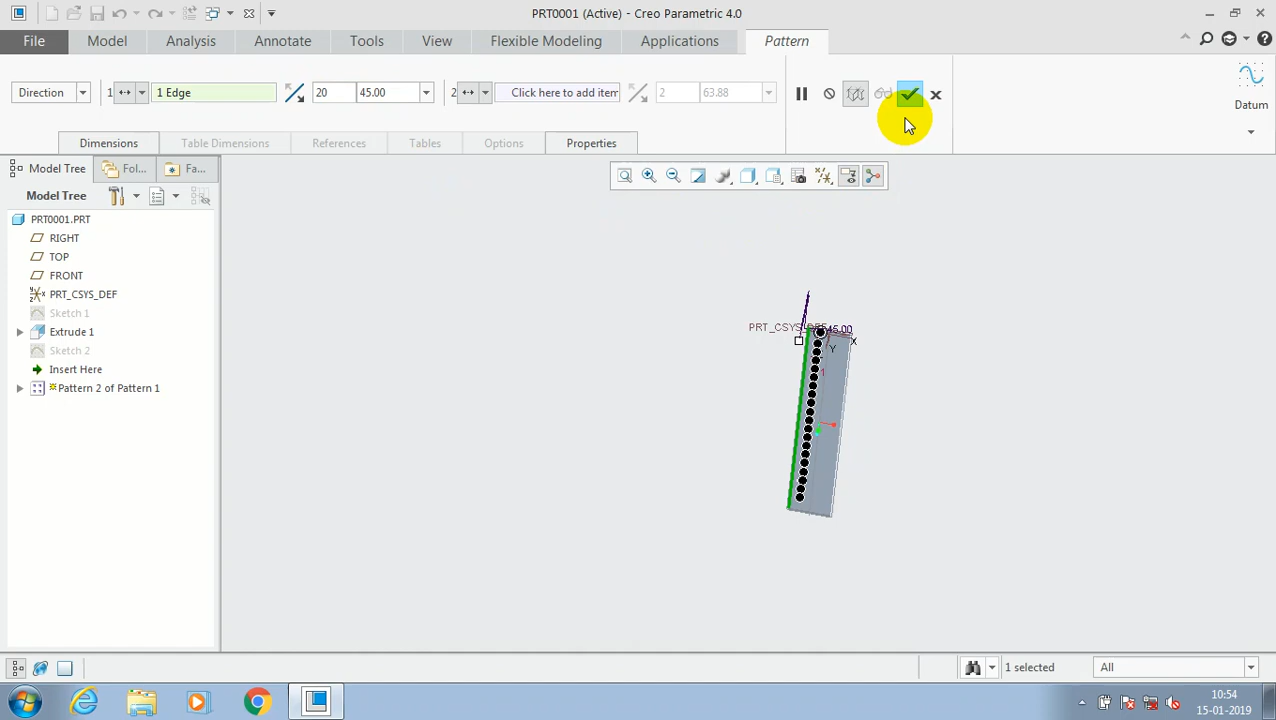 PRT0001 (Active) - Creo Parametric 4.0
File Model Analysis Annotate Tools View Flexible Modeling Applications Pattern
Direction 1 1 Edge 20 45.00 2 Click here to add item 2 63.88
Datum
Dimensions Table Dimensions References Tables Options Properties
Model Tree Fol... Fa...
Model Tree
PRT0001.PRT
RIGHT
TOP
FRONT
PRT_CSYS_DEF
Sketch 1
Extrude 1
Sketch 2
Insert Here
Pattern 2 of Pattern 1
PRT_CSYS_DEF 45.00
Y X
1
1 selected All
10:54
15-01-2019